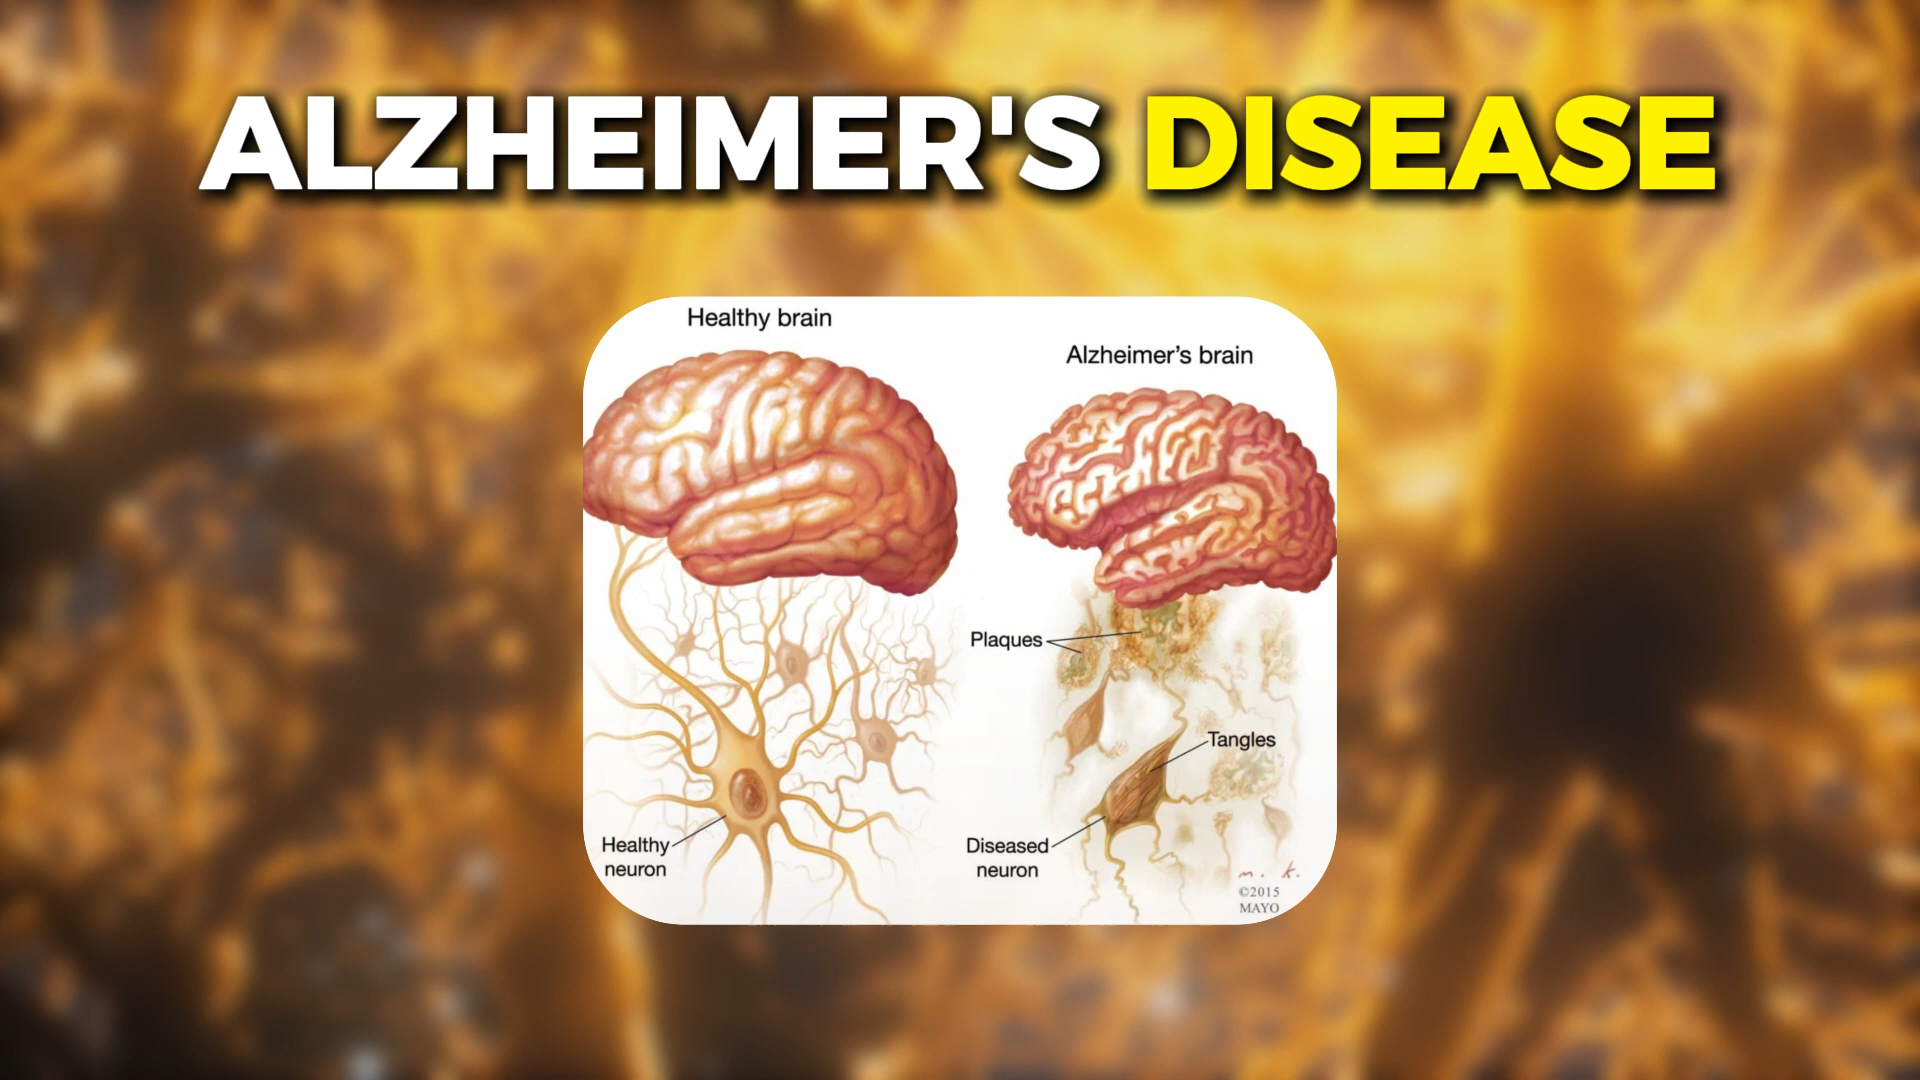 ALZHEIMER'S DISEASE
Healthy brain
Alzheimer's brain
Plaques
Tangles
Healthy
neuron
Diseased
neuron
m. k.
©2015
MAYO